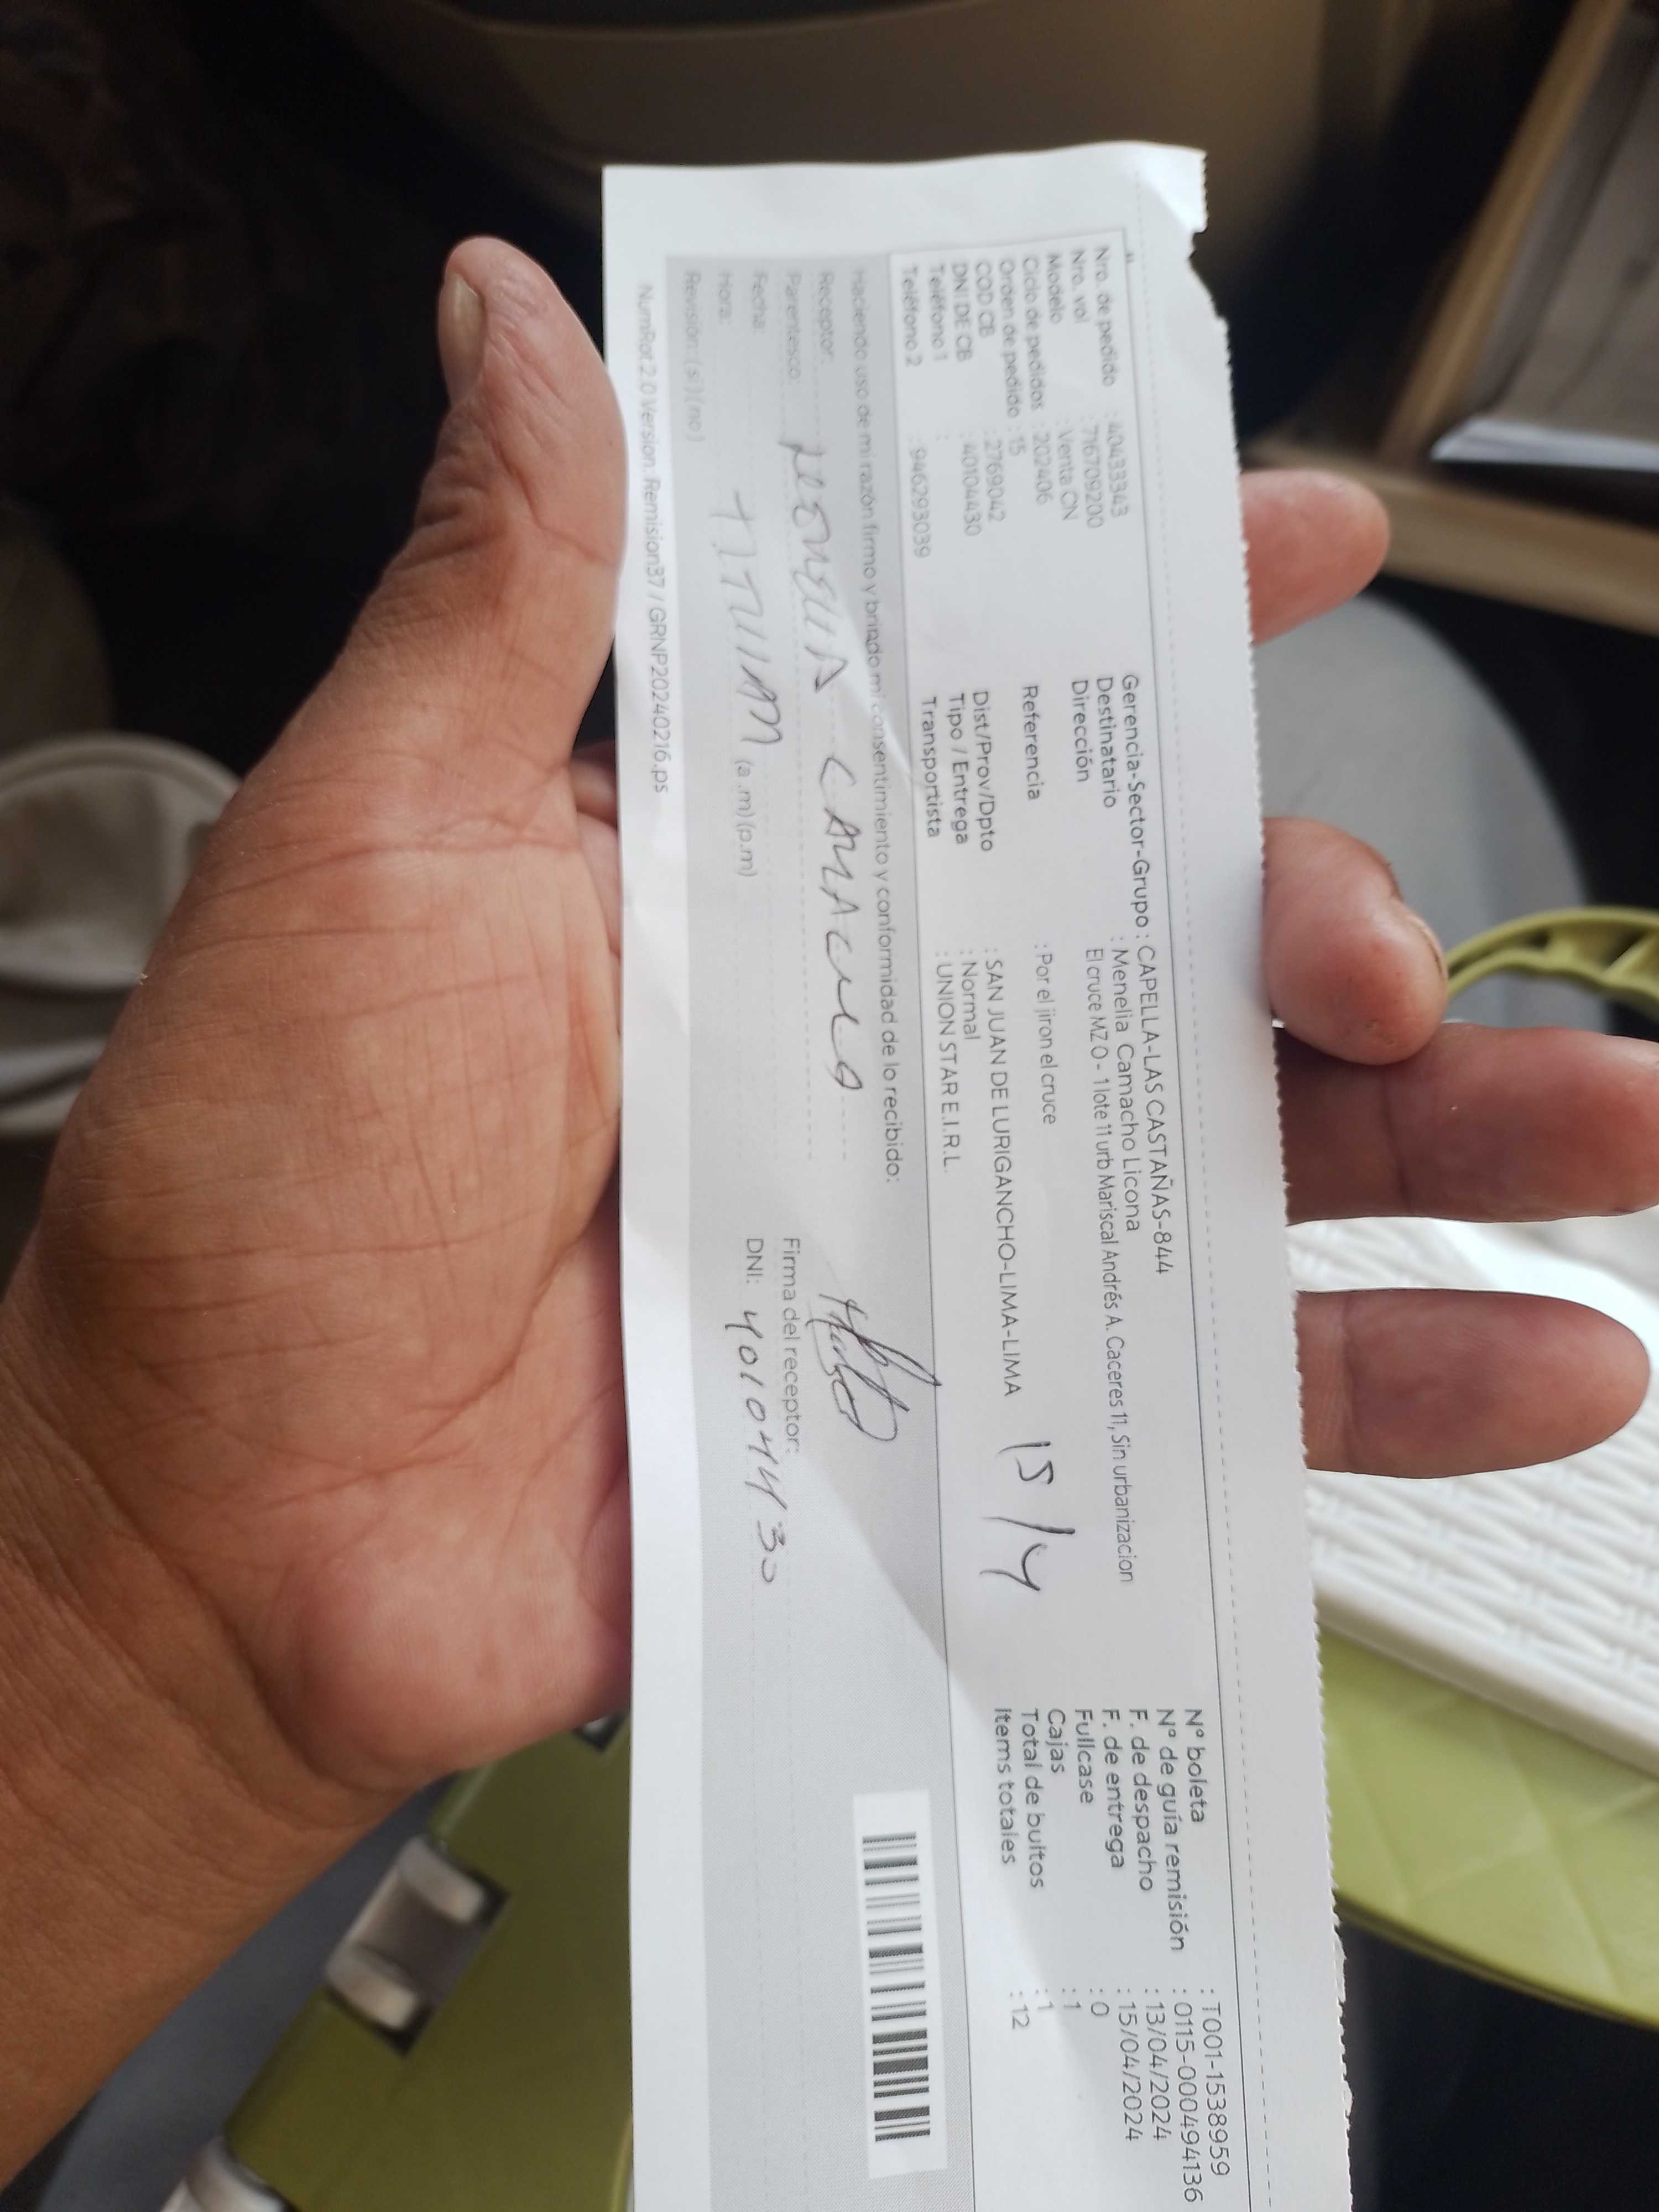 Nro. de pedido : 40433343
Nro. vol : 716709200
Modelo : Venta CN
Ciclo de pedidos : 202406
Orden de pedido : 15
COD CB : 2769042
DNI DE CB : 40104430
Teléfono 1 :
Teléfono 2 : 946293039
Gerencia-Sector-Grupo : CAPELLA-LAS CASTAÑAS-844
Destinatario : Menelia Camacho Licona
Dirección El cruce MZ O - 1 lote 11 urb Mariscal Andrés A. Caceres 11, Sin urbanizacion
Referencia : Por el jiron el cruce
Dist/Prov/Dpto : SAN JUAN DE LURIGANCHO-LIMA-LIMA
Tipo / Entrega : Normal
Transportista : UNION STAR E.I.R.L.
15/4
N° boleta : T001-1538959
N° de guía remisión : 0115-000494136
F. de despacho : 13/04/2024
F. de entrega : 15/04/2024
Fullcase : 0
Cajas : 1
Total de bultos : 1
Items totales : 12
Haciendo uso de mi razón firmo y brindo mi consentimiento y conformidad de lo recibido:
Receptor: CAMACHO
Parentesco:
Fecha: TITULAR
Hora: (a.m) (p.m)
Revisión: (si) (no)
Firma del receptor:
DNI: 40104430
NumRot 2.0 Version. Remision37 / GRNP20240216.ps